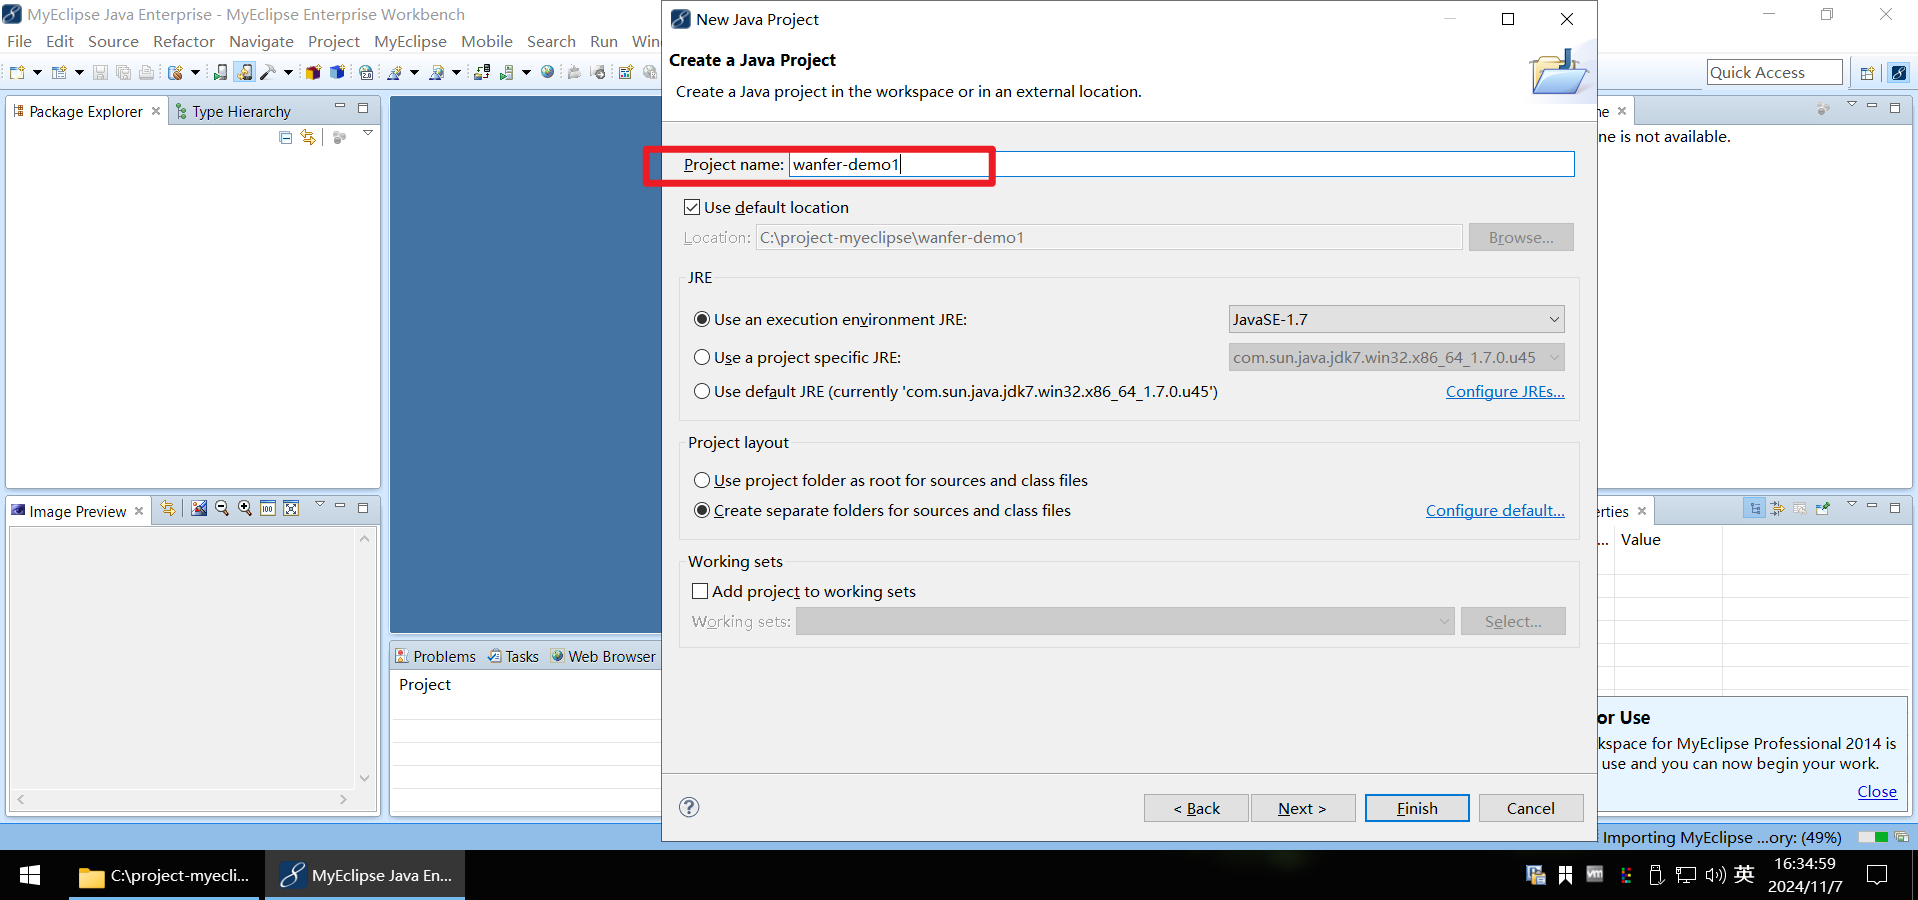 MyEclipse Java Enterprise - MyEclipse Enterprise Workbench
File Edit Source Refactor Navigate Project MyEclipse Mobile Search Run
Quick Access
Package Explorer
Type Hierarchy
Image Preview
Problems Tasks Web Browser
Project
New Java Project
Create a Java Project
Create a Java project in the workspace or in an external location.
Project name: wanfer-demo1
Use default location
Location: C:\project-myeclipse\wanfer-demo1
Browse...
JRE
Use an execution environment JRE:
JavaSE-1.7
Use a project specific JRE:
com.sun.java.jdk7.win32.x86_64_1.7.0.u45
Use default JRE (currently 'com.sun.java.jdk7.win32.x86_64_1.7.0.u45')
Configure JREs...
Project layout
Use project folder as root for sources and class files
Create separate folders for sources and class files
Configure default...
Working sets
Add project to working sets
Working sets:
Select...
< Back
Next >
Finish
Cancel
ne is not available.
erties
... Value
or Use
kspace for MyEclipse Professional 2014 is
use and you can now begin your work.
Close
Importing MyEclipse ...ory: (49%)
C:\project-myecli...
MyEclipse Java En...
英
16:34:59
2024/11/7